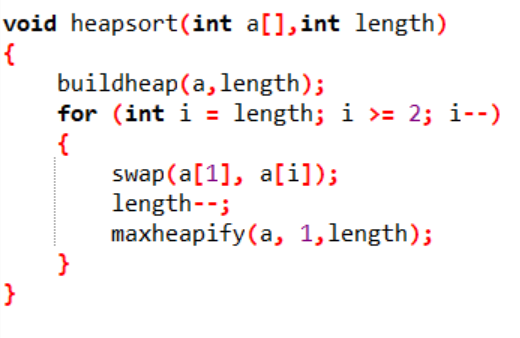 void heapsort(int a[],int length)
{
    buildheap(a,length);
    for (int i = length; i >= 2; i--)
    {
        swap(a[1], a[i]);
        length--;
        maxheapify(a, 1,length);
    }
}